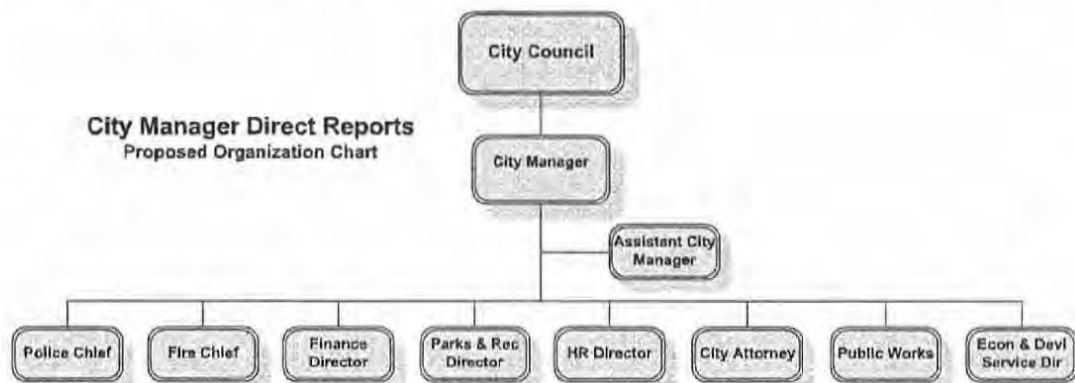 City Council
City Manager Direct Reports
Proposed Organization Chart
City Manager
Assistant City
Manager
Police Chief
Fire Chief
Finance
Director
Parks & Rec
Director
HR Director
City Attorney
Public Works
Econ & Devl
Service Dir